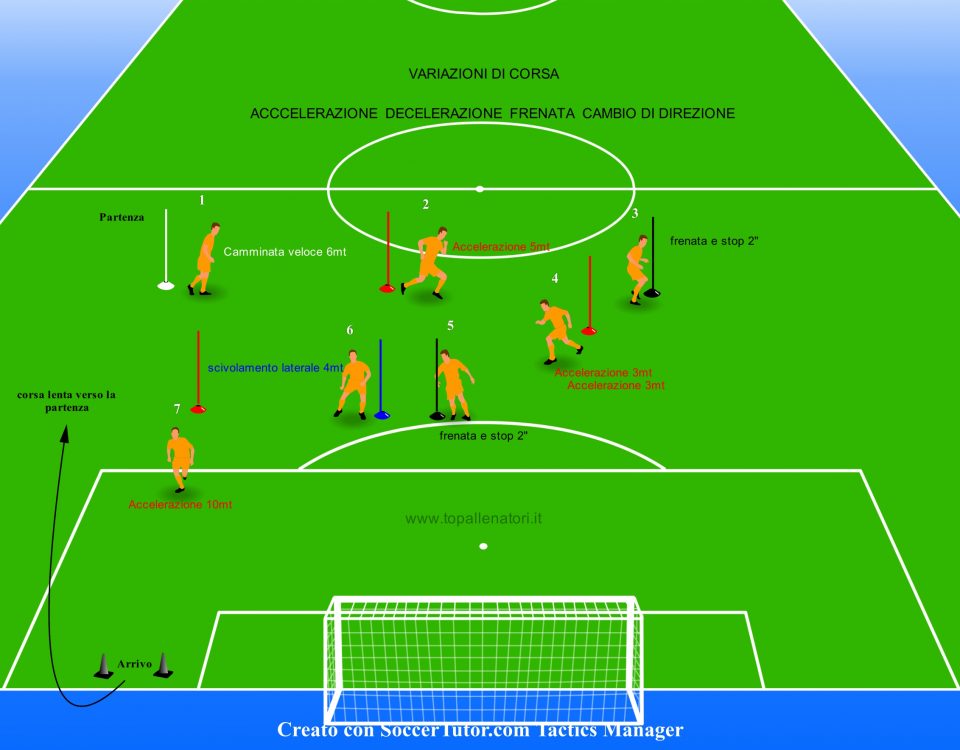 VARIAZIONI DI CORSA
ACCCELERAZIONE DECELERAZIONE FRENATA CAMBIO DI DIREZIONE
1
2
3
Partenza
Camminata veloce 6mt
Accelerazione 5mt
frenata e stop 2"
4
6
5
scivolamento laterale 4mt
Accelerazione 3mt
Accelerazione 3mt
corsa lenta verso la
partenza
7
frenata e stop 2"
Accelerazione 10mt
www.topallenatori.it
Arrivo
Creato con SoccerTutor.com Tactics Manager